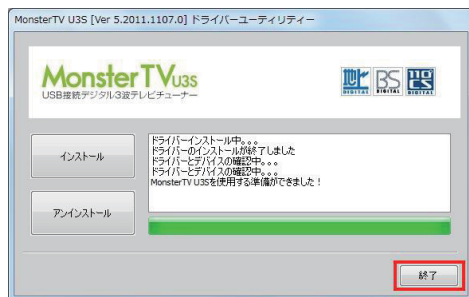 MonsterTV U3S [Ver 5.2011.1107.0] ドライバーユーティリティー
MonsterTV U3S
USB接続デジタル3波テレビチューナー
地
DIGITAL
BS
DIGITAL
110
CS
DIGITAL
インストール
ドライバーインストール中。。。
ドライバーのインストールが終了しました
ドライバーとデバイスの確認中。。。
ドライバーとデバイスの確認中。。。
MonsterTV U3Sを使用する準備ができました！
アンインストール
終了